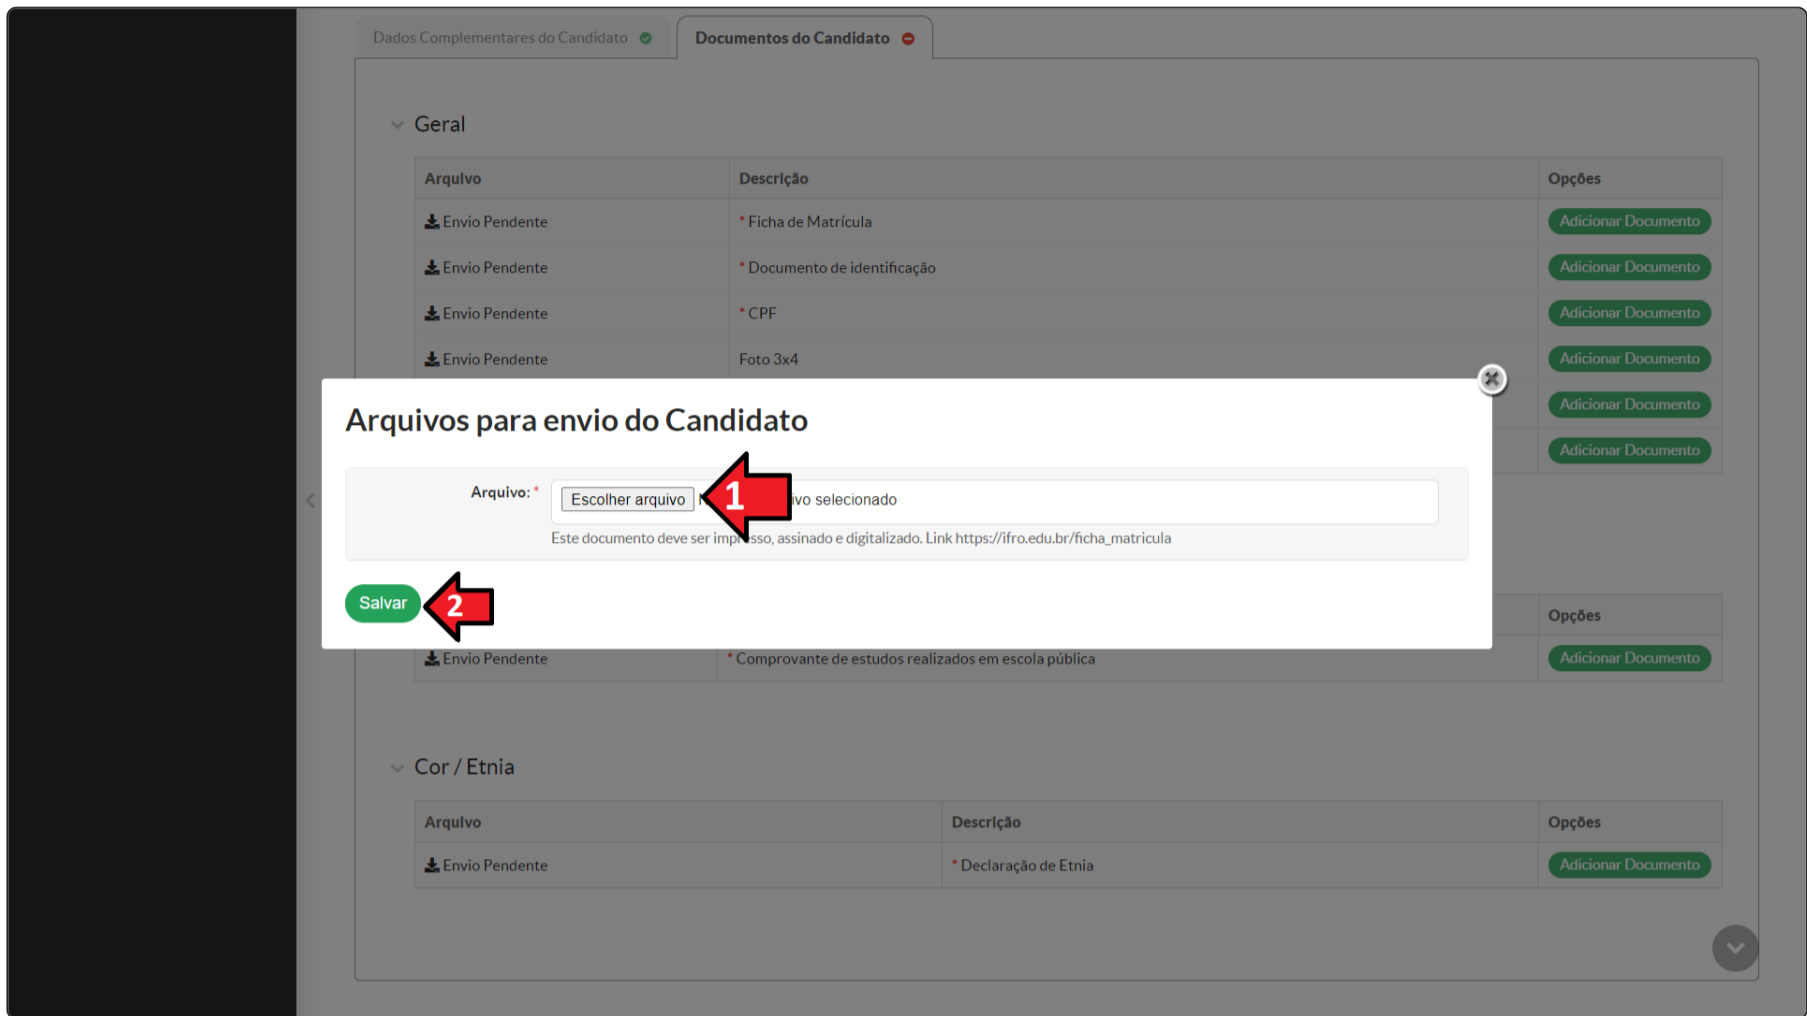 Dados Complementares do Candidato
Documentos do Candidato
Geral
Arquivo Descrição Opções
Envio Pendente * Ficha de Matrícula Adicionar Documento
Envio Pendente * Documento de identificação Adicionar Documento
Envio Pendente * CPF Adicionar Documento
Envio Pendente Foto 3x4 Adicionar Documento
Adicionar Documento
Adicionar Documento
Arquivos para envio do Candidato
Arquivo: * Escolher arquivo 1 selecionado
Este documento deve ser impresso, assinado e digitalizado. Link https://ifro.edu.br/ficha_matricula
Salvar 2
Opções
Envio Pendente * Comprovante de estudos realizados em escola pública Adicionar Documento
Cor / Etnia
Arquivo Descrição Opções
Envio Pendente * Declaração de Etnia Adicionar Documento